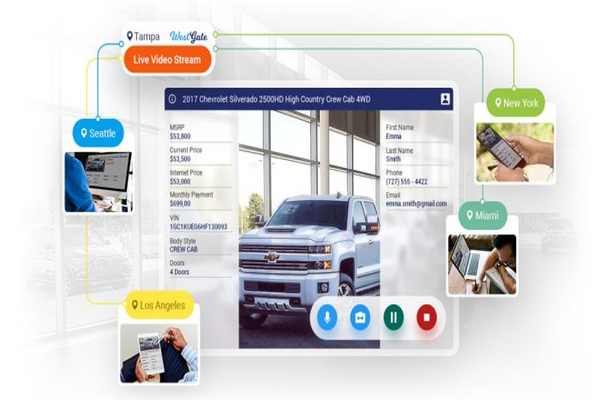 Tampa
WestGate
Live Video Stream
2017 Chevrolet Silverado 2500HD High Country Crew Cab 4WD
New York
Seattle
MSRP
$53,800
Current Price
$53,500
Internet Price
$53,000
Monthly Payment
$699,00
VIN
1GC1KUEG6HF130093
Body Style
CREW CAB
Doors
4 Doors
First Name
Emma
Last Name
Smith
Phone
(727) 555 - 4422
Email
emma.smith@gmail.com
Miami
Los Angeles